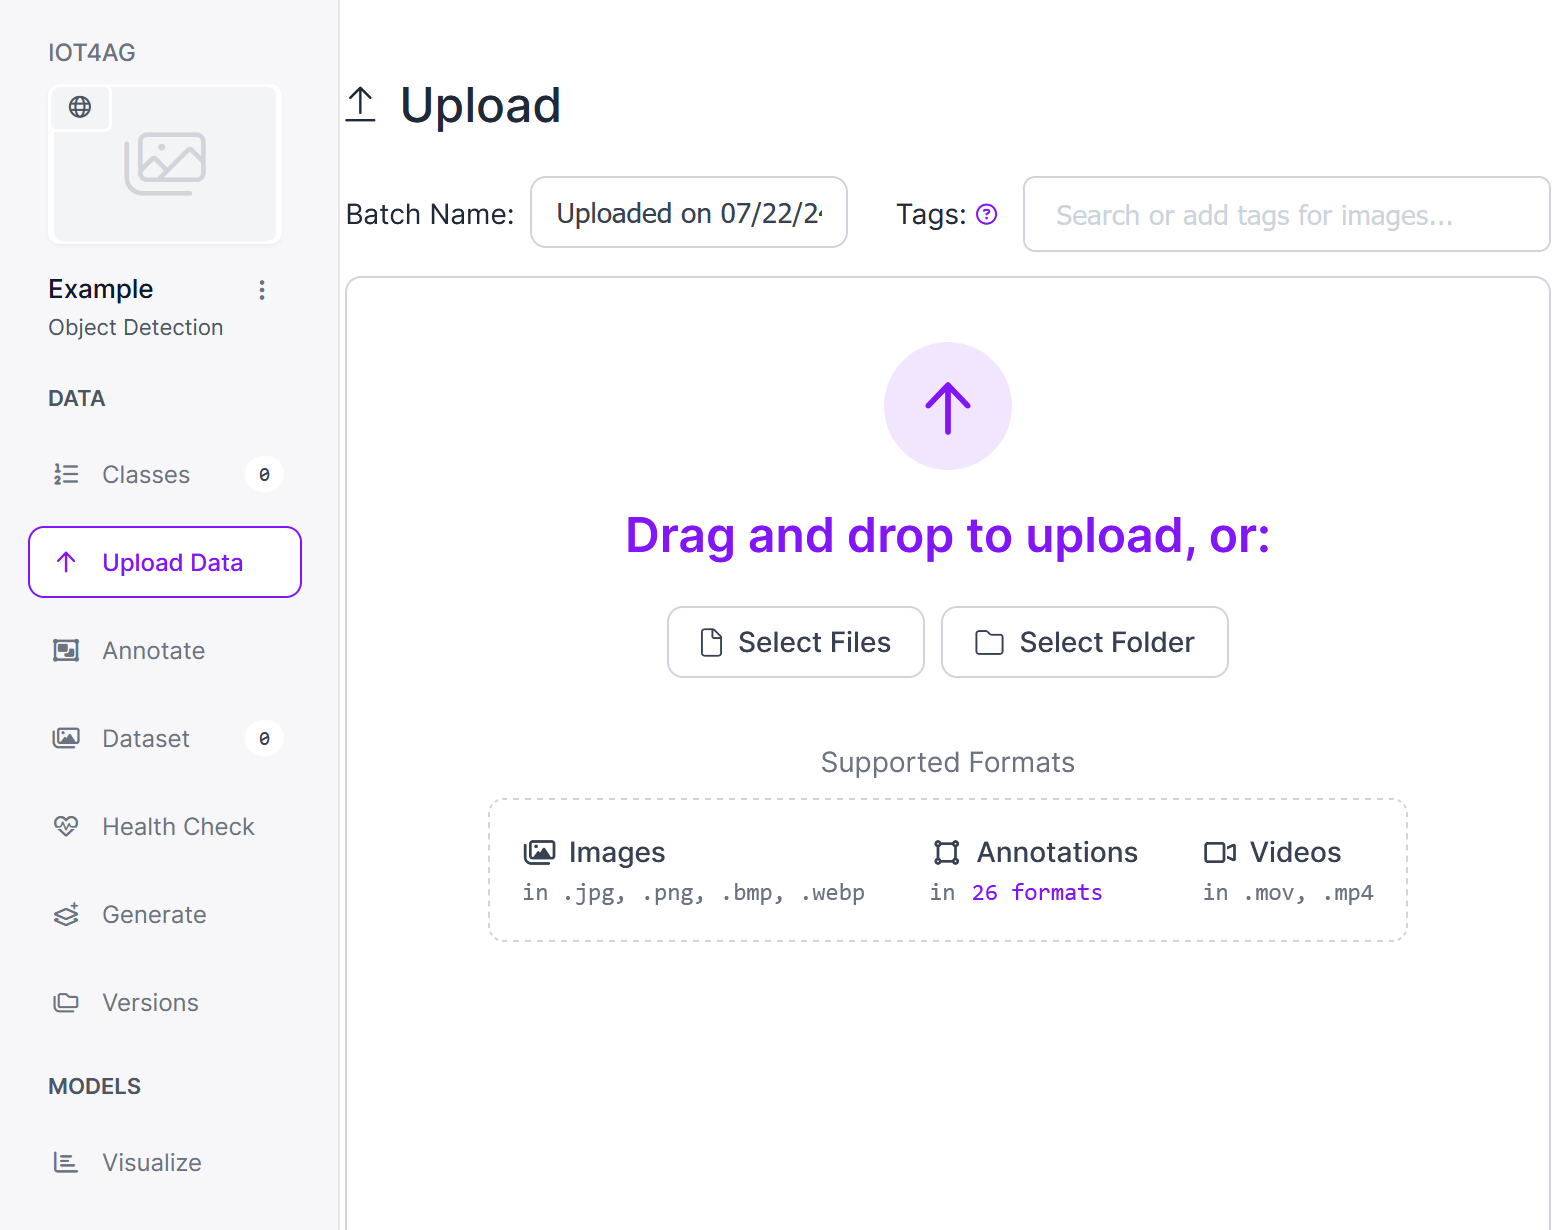 IOT4AG
Example
Object Detection
DATA
Classes 0
Upload Data
Annotate
Dataset 0
Health Check
Generate
Versions
MODELS
Visualize
Upload
Batch Name: Uploaded on 07/22/2
Tags: ? Search or add tags for images...
Drag and drop to upload, or:
Select Files Select Folder
Supported Formats
Images Annotations Videos
in .jpg, .png, .bmp, .webp in 26 formats in .mov, .mp4